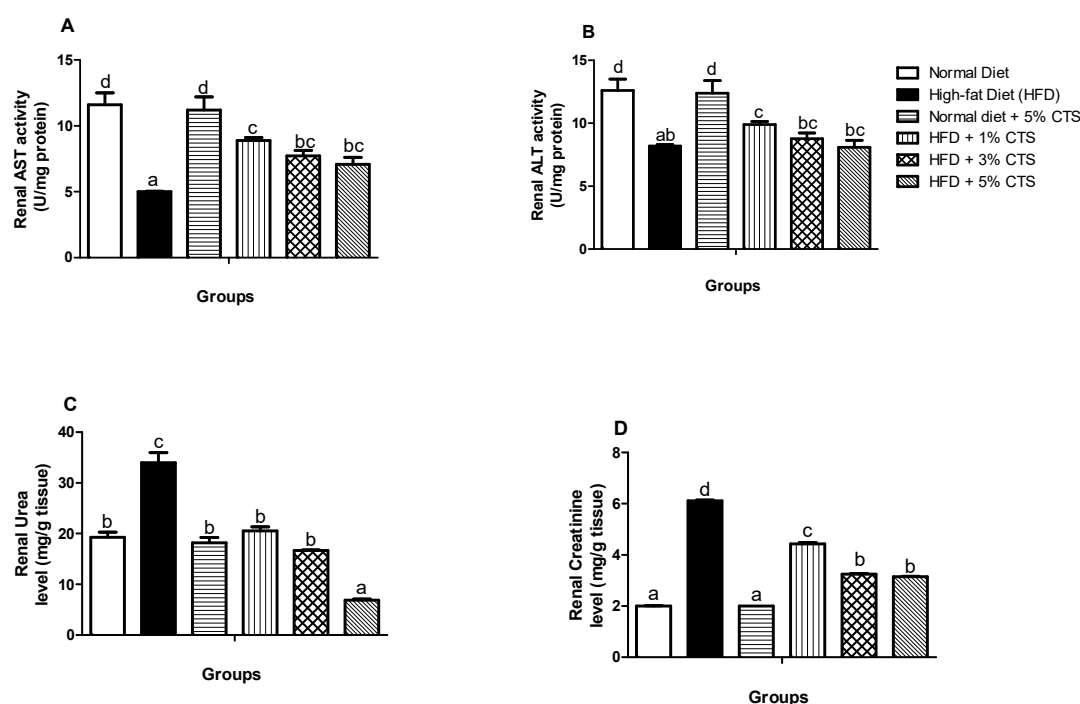 A
Renal AST activity
(U/mg protein)
15
10
5
0
d
a
d
c
bc
bc
Groups
B
Renal ALT activity
(U/mg protein)
15
10
5
0
d
ab
d
c
bc
bc
Groups
Normal Diet
High-fat Diet (HFD)
Normal diet + 5% CTS
HFD + 1% CTS
HFD + 3% CTS
HFD + 5% CTS
C
Renal Urea
level (mg/g tissue)
40
30
20
10
0
b
c
b
b
b
a
Groups
D
Renal Creatinine
level (mg/g tissue)
8
6
4
2
0
a
d
a
c
b
b
Groups